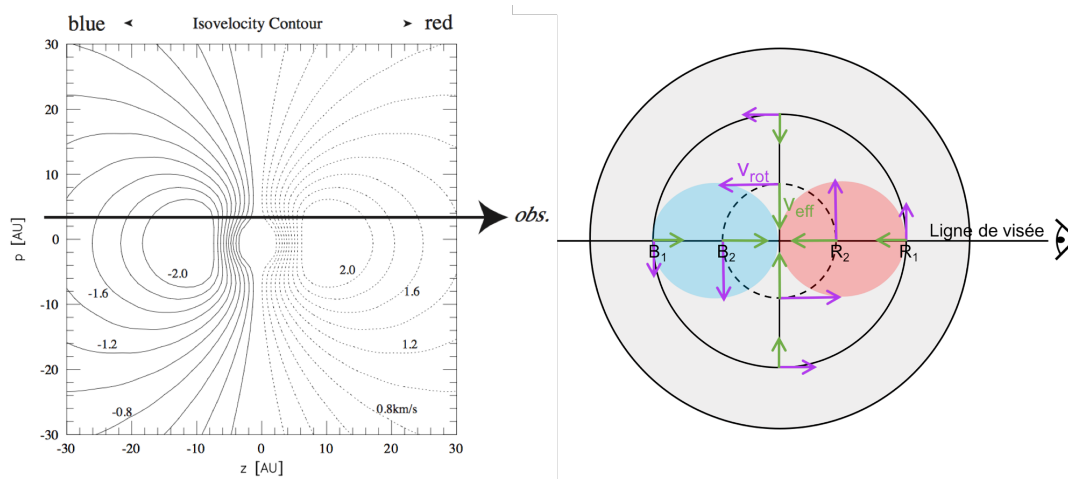 blue Isovelocity Contour red
30
20
10
0
-10
-20
-30
p [AU]
-30 -20 -10 0 10 20 30
z [AU]
-2.0
2.0
-1.6
1.6
-1.2
1.2
-0.8
0.8km/s
obs.
Vrot
Veff
Ligne de visée
B1
B2
R2
R1